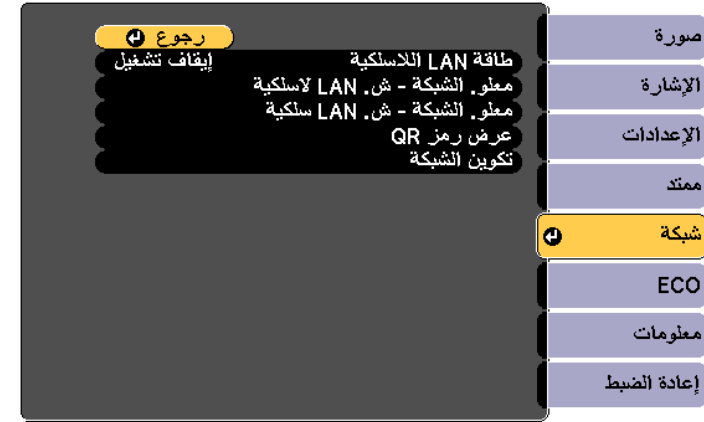 صورة
الإشارة
الإعدادات
ممتد
شبكة
ECO
معلومات
إعادة الضبط
رجوع
طاقة LAN اللاسلكية إيقاف تشغيل
معلو. الشبكة - ش. LAN لاسلكية
معلو. الشبكة - ش. LAN سلكية
عرض رمز QR
تكوين الشبكة